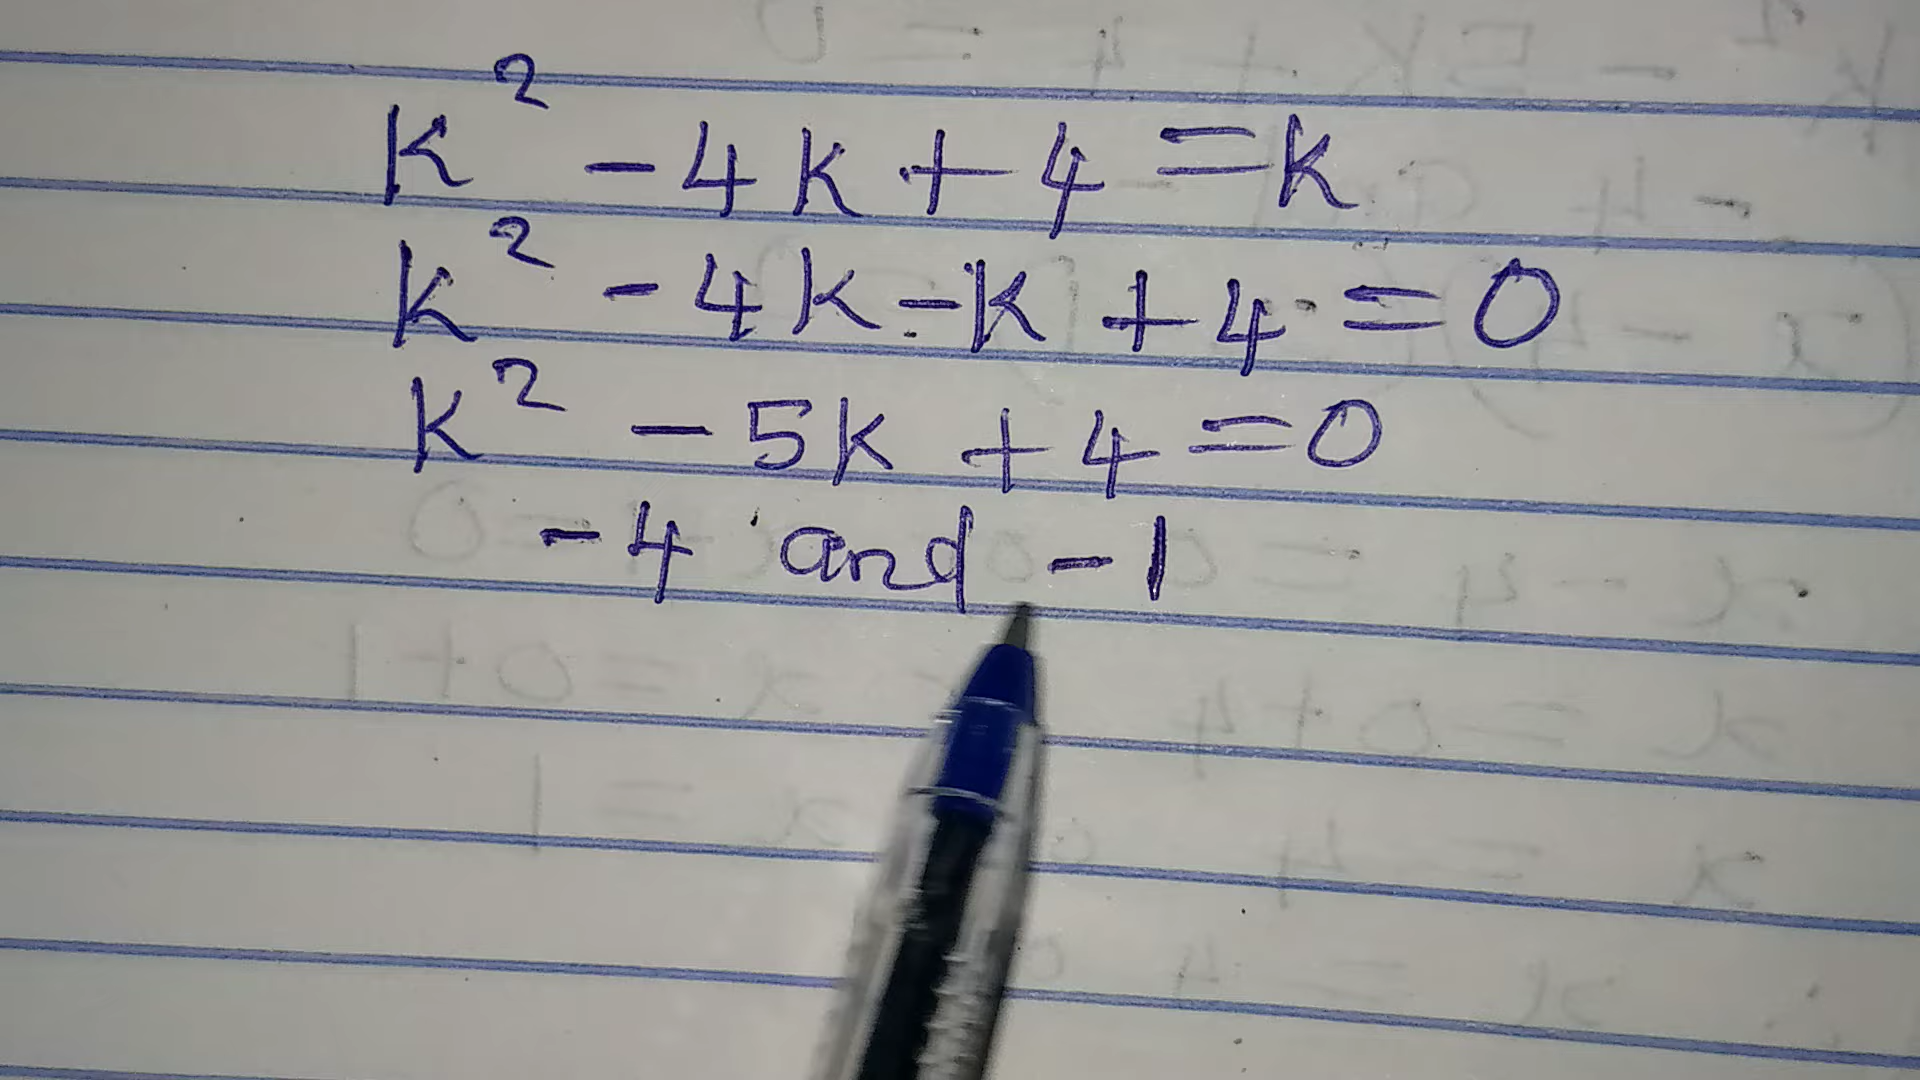 K² - 4k + 4 = k
k² - 4k - k + 4 = 0
k² - 5k + 4 = 0
-4 and -1